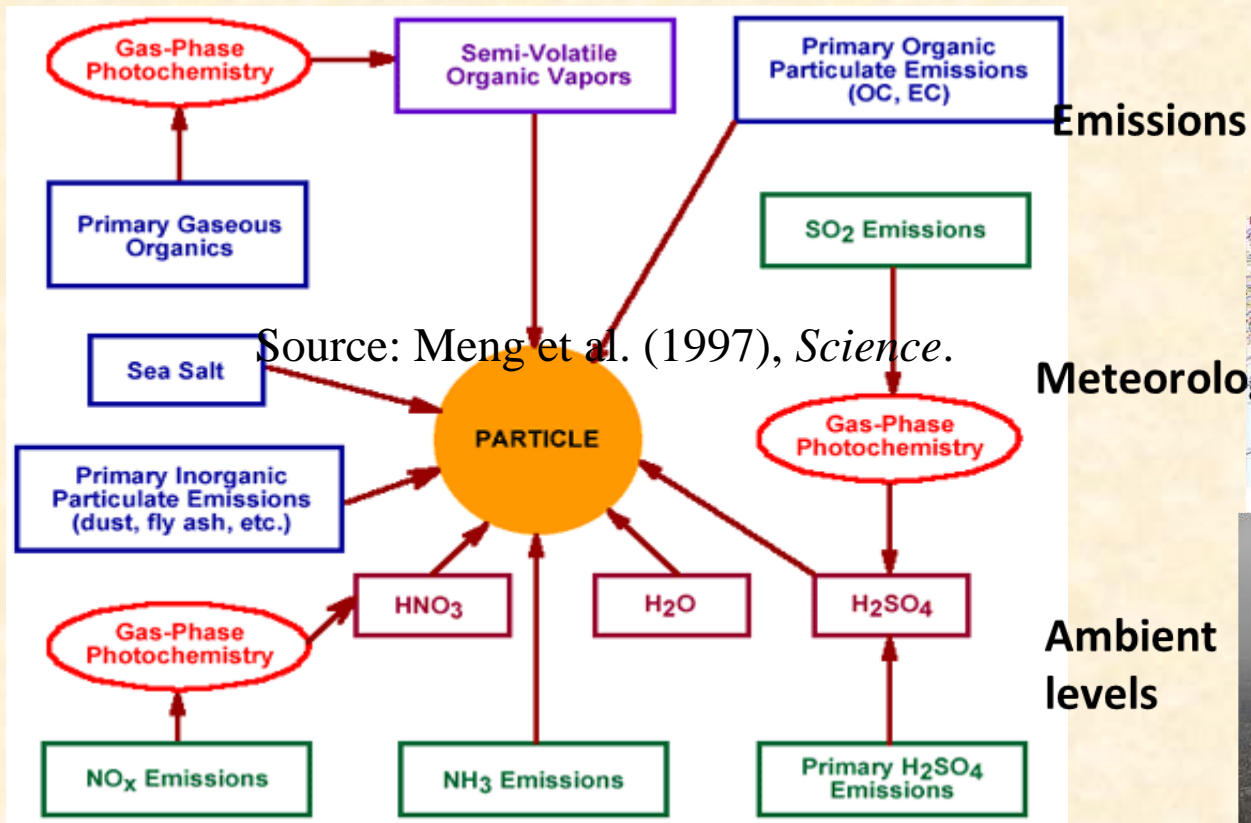 Gas-Phase
Photochemistry
Semi-Volatile
Organic Vapors
Primary Organic
Particulate Emissions
(OC, EC)
Emissions
Primary Gaseous
Organics
SO2 Emissions
Source: Meng et al. (1997), Science.
Sea Salt
Meteorolo
Gas-Phase
Photochemistry
PARTICLE
Primary Inorganic
Particulate Emissions
(dust, fly ash, etc.)
HNO3
H2O
H2SO4
Gas-Phase
Photochemistry
Ambient
levels
NOx Emissions
NH3 Emissions
Primary H2SO4
Emissions